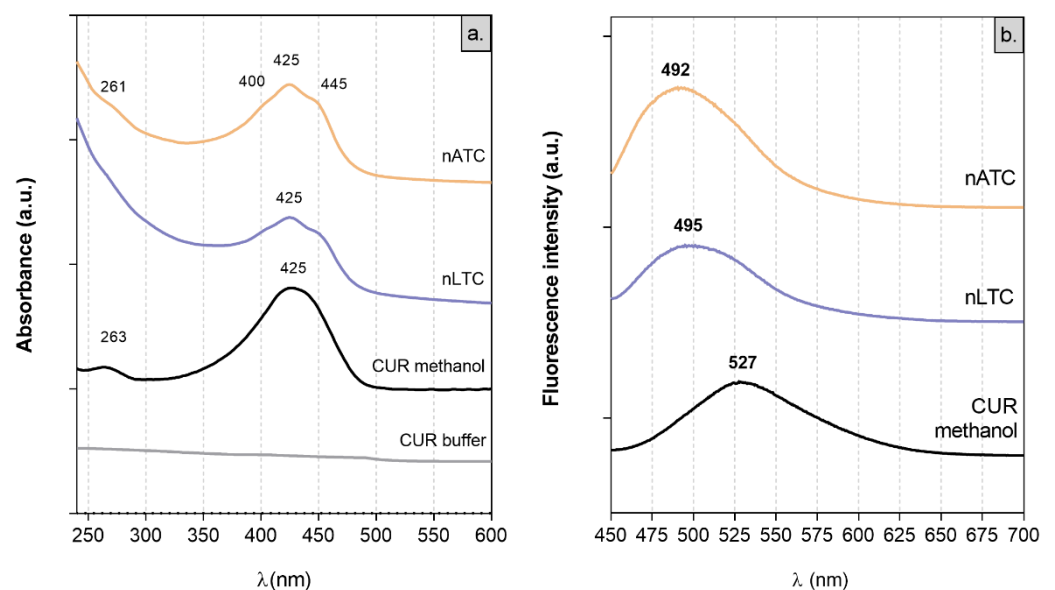 a.
425
261
400
445
nATC
425
nLTC
425
263
CUR methanol
CUR buffer
Absorbance (a.u.)
250 300 350 400 450 500 550 600
λ(nm)
b.
492
nATC
495
nLTC
527
CUR
methanol
Fluorescence intensity (a.u.)
450 475 500 525 550 575 600 625 650 675 700
λ (nm)